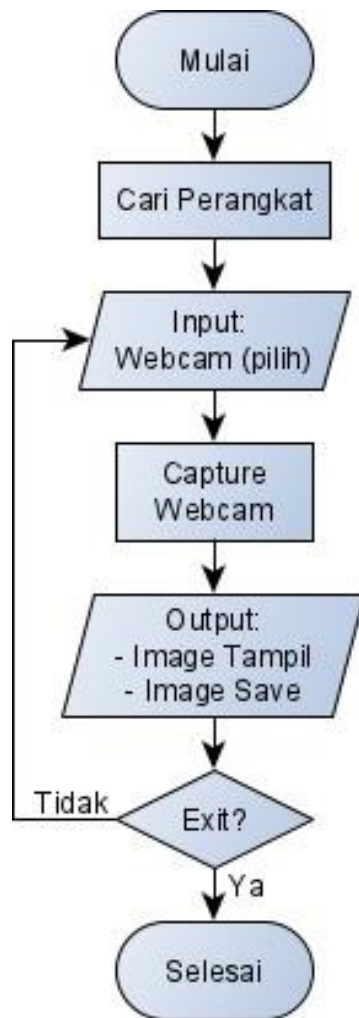 Mulai
Cari Perangkat
Input:
Webcam (pilih)
Capture
Webcam
Output:
- Image Tampil
- Image Save
Exit?
Tidak
Ya
Selesai